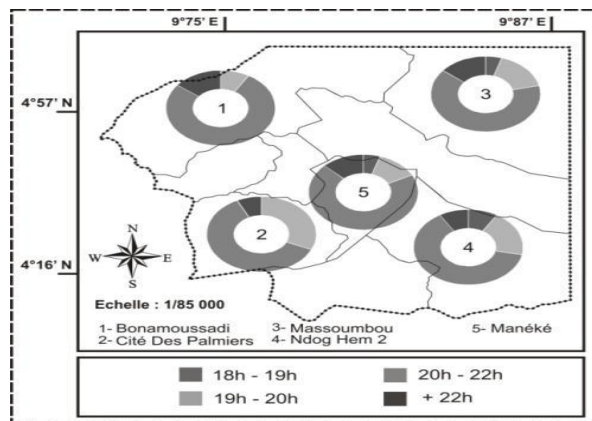 9°75' E 9°87' E
4°57' N
1
3
5
2
4
N
W E
S
4°16' N
Echelle : 1/85 000
1- Bonamoussadi 3- Massoumbou 5- Manéké
2- Cité Des Palmiers 4- Ndog Hem 2
18h - 19h 20h - 22h
19h - 20h + 22h